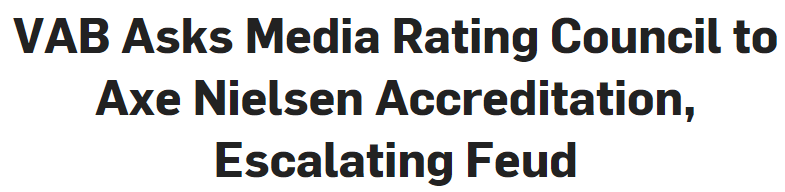 VAB Asks Media Rating Council to
Axe Nielsen Accreditation,
Escalating Feud